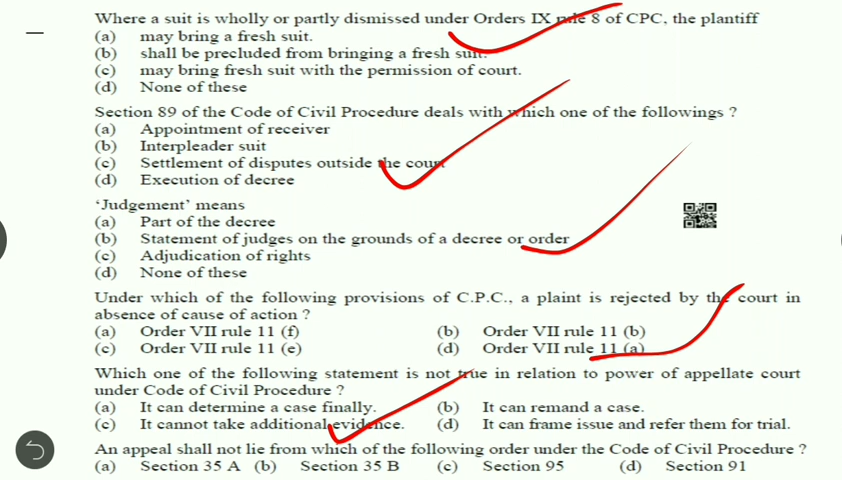 Where a suit is wholly or partly dismissed under Orders IX rule 8 of CPC, the plantiff
(a) may bring a fresh suit.
(b) shall be precluded from bringing a fresh suit.
(c) may bring fresh suit with the permission of court.
(d) None of these
Section 89 of the Code of Civil Procedure deals with which one of the followings ?
(a) Appointment of receiver
(b) Interpleader suit
(c) Settlement of disputes outside the court
(d) Execution of decree
‘Judgement’ means
(a) Part of the decree
(b) Statement of judges on the grounds of a decree or order
(c) Adjudication of rights
(d) None of these
Under which of the following provisions of C.P.C., a plaint is rejected by the court in
absence of cause of action ?
(a) Order VII rule 11 (f) (b) Order VII rule 11 (b)
(c) Order VII rule 11 (e) (d) Order VII rule 11 (a)
Which one of the following statement is not true in relation to power of appellate court
under Code of Civil Procedure ?
(a) It can determine a case finally. (b) It can remand a case.
(c) It cannot take additional evidence. (d) It can frame issue and refer them for trial.
An appeal shall not lie from which of the following order under the Code of Civil Procedure ?
(a) Section 35 A (b) Section 35 B (c) Section 95 (d) Section 91